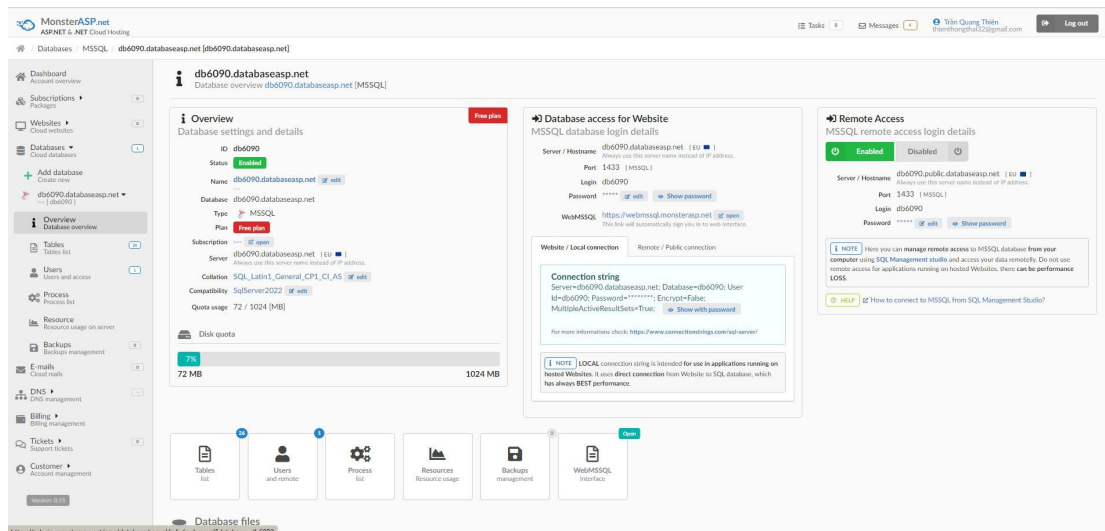 MonsterASP.net
ASP.NET & .NET Cloud Hosting
Tasks 0
Messages
Trần Quang Thiên
thienthongthai32@gmail.com
Log out
/ Databases / MSSQL / db6090.databaseasp.net [db6090.databaseasp.net]
Dashboard
Account overview
Subscriptions 0
Packages
Websites 0
Cloud websites
Databases 1
Cloud databases
Add database
Create new
db6090.databaseasp.net
--- [ db6090 ]
Overview
Database overview
Tables 26
Tables list
Users 1
Users and access
Process
Process list
Resource
Resource usage on server
Backups 0
Backups management
E-mails 0
Cloud mails
DNS
DNS management
Billing
Billing management
Tickets 0
Support tickets
Customer
Account management
Version: 0.15
db6090.databaseasp.net
Database overview db6090.databaseasp.net [MSSQL]
Overview
Free plan
Database settings and details
ID db6090
Status Enabled
Name db6090.databaseasp.net edit
---
Database db6090.databaseasp.net
Type MSSQL
Plan Free plan
Subscription --- open
Server db6090.databaseasp.net [ EU ]
Always use this server name instead of IP address.
Collation SQL_Latin1_General_CP1_CI_AS edit
Compatibility SqlServer2022 edit
Quota usage 72 / 1024 [MB]
Disk quota
7%
72 MB 1024 MB
Database access for Website
MSSQL database login details
Server / Hostname db6090.databaseasp.net [ EU ]
Always use this server name instead of IP address.
Port 1433 [ MSSQL ]
Login db6090
Password ***** edit Show password
WebMSSQL https://webmssql.monsterasp.net open
This link will automatically sign you in to web interface.
Website / Local connection Remote / Public connection
Connection string
Server=db6090.databaseasp.net; Database=db6090; User
Id=db6090; Password=********; Encrypt=False;
MultipleActiveResultSets=True; Show with password
For more informations check: https://www.connectionstrings.com/sql-server/
NOTE LOCAL connection string is intended for use in applications running on
hosted Websites. It uses direct connection from Website to SQL database, which
has always BEST performance.
Remote Access
MSSQL remote access login details
Enabled Disabled
Server / Hostname db6090.public.databaseasp.net [ EU ]
Always use this server name instead of IP address.
Port 1433 [ MSSQL ]
Login db6090
Password ***** edit Show password
NOTE Here you can manage remote access to MSSQL database from your
computer using SQL Management studio and access your data remotelly. Do not use
remote access for applications running on hosted Websites, there can be performance
LOSS.
HELP How to connect to MSSQL from SQL Management Studio?
26
Tables
list
1
Users
and remote
Process
list
Resources
Resource usage
0
Backups
management
Open
WebMSSQL
Interface
Database files